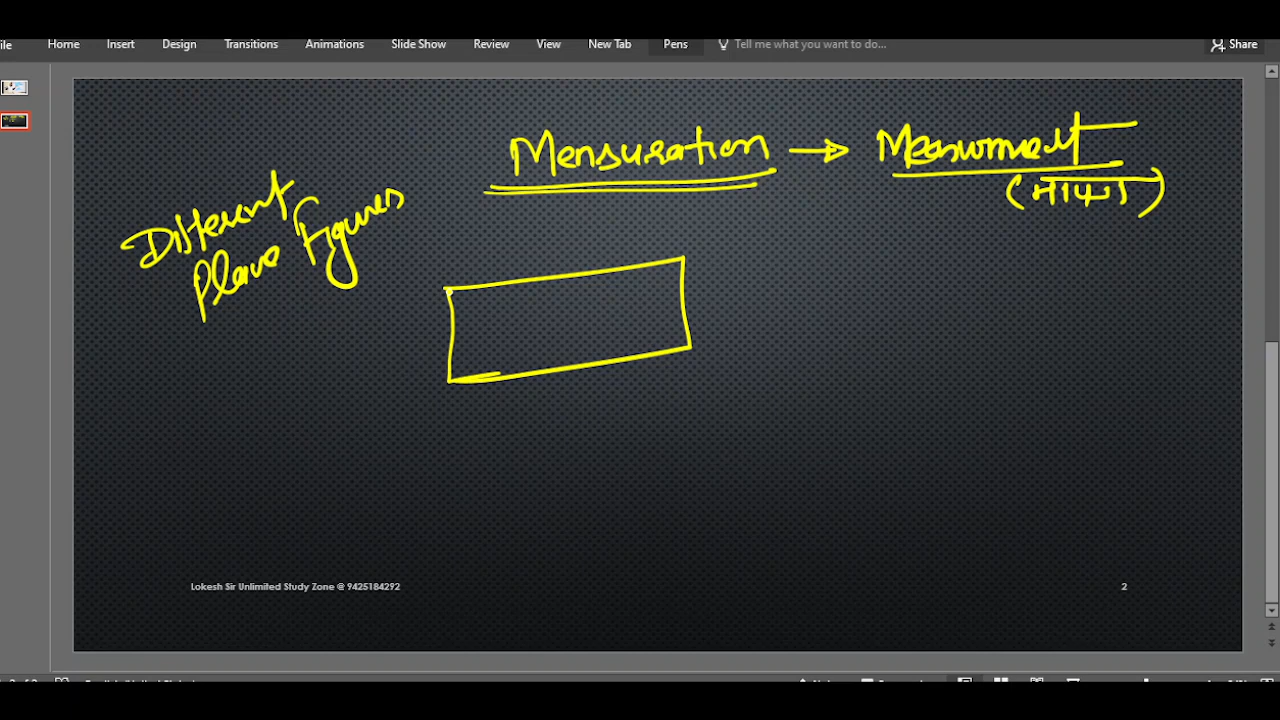 File Home Insert Design Transitions Animations Slide Show Review View New Tab Pens Tell me what you want to do... Share
Mensuration → Measurment
(मापन)
Different
Plane Figures
Lokesh Sir Unlimited Study Zone @ 9425184292
2